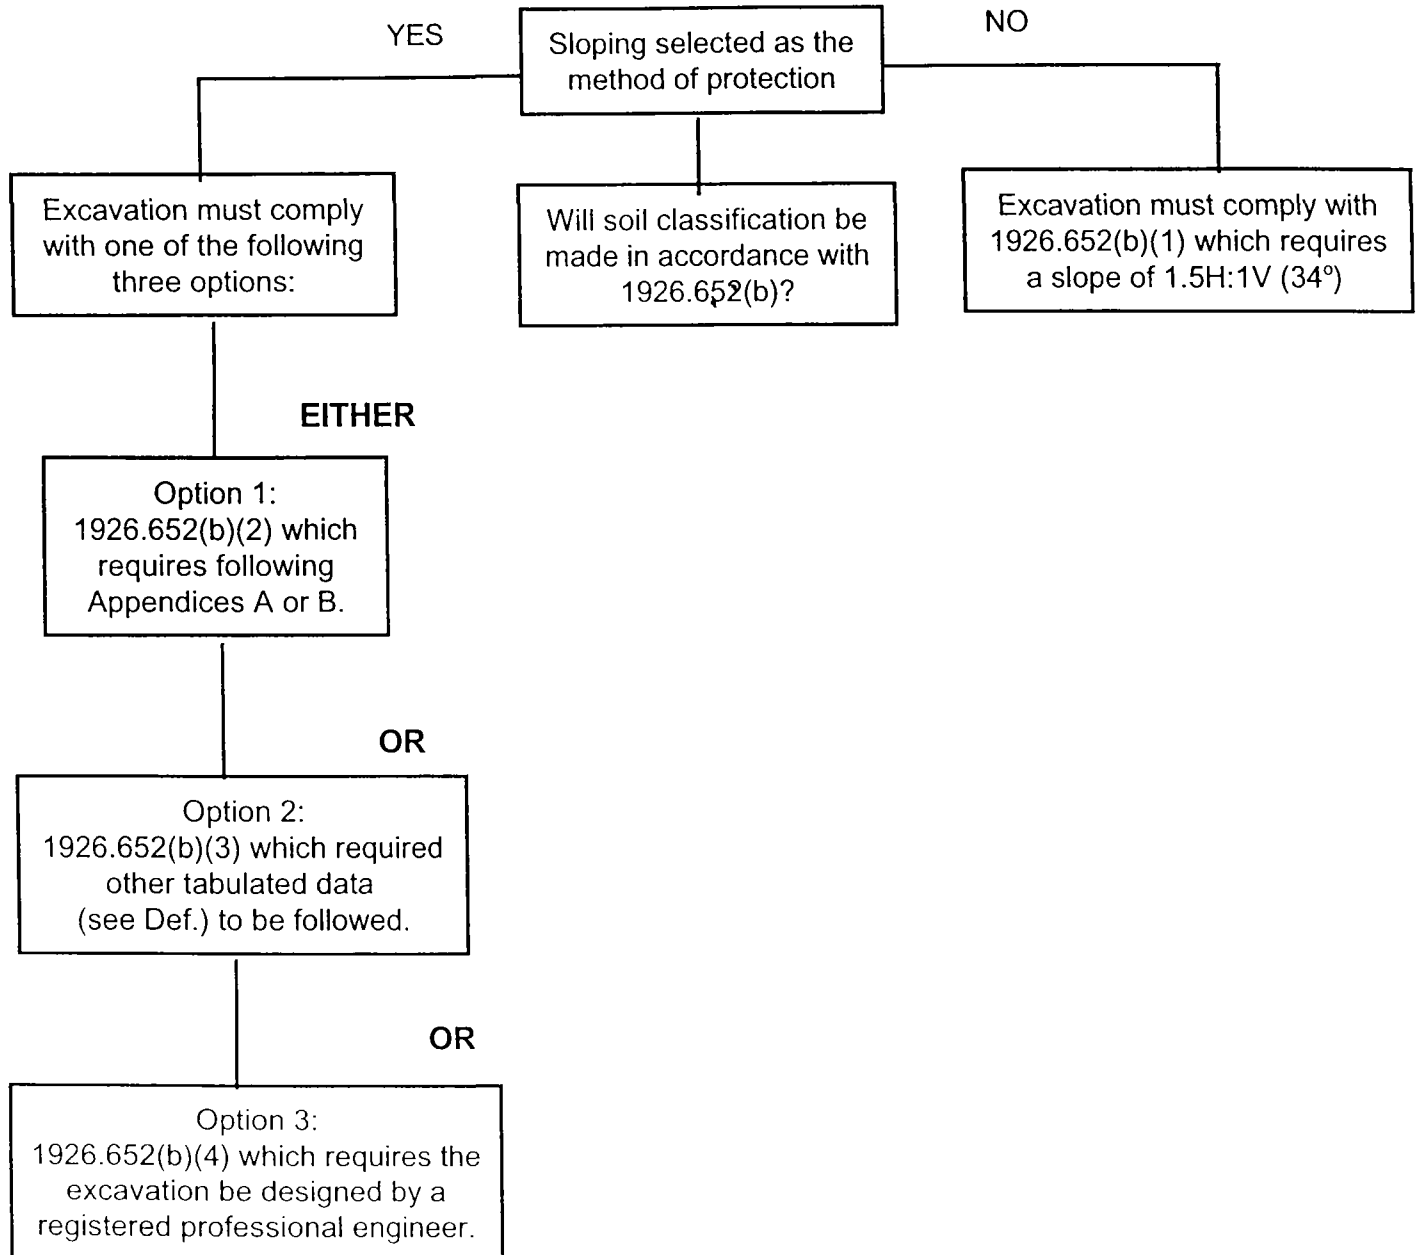 YES
Sloping selected as the
method of protection
NO
Excavation must comply
with one of the following
three options:
Will soil classification be
made in accordance with
1926.652(b)?
Excavation must comply with
1926.652(b)(1) which requires
a slope of 1.5H:1V (34º)
EITHER
Option 1:
1926.652(b)(2) which
requires following
Appendices A or B.
OR
Option 2:
1926.652(b)(3) which required
other tabulated data
(see Def.) to be followed.
OR
Option 3:
1926.652(b)(4) which requires the
excavation be designed by a
registered professional engineer.